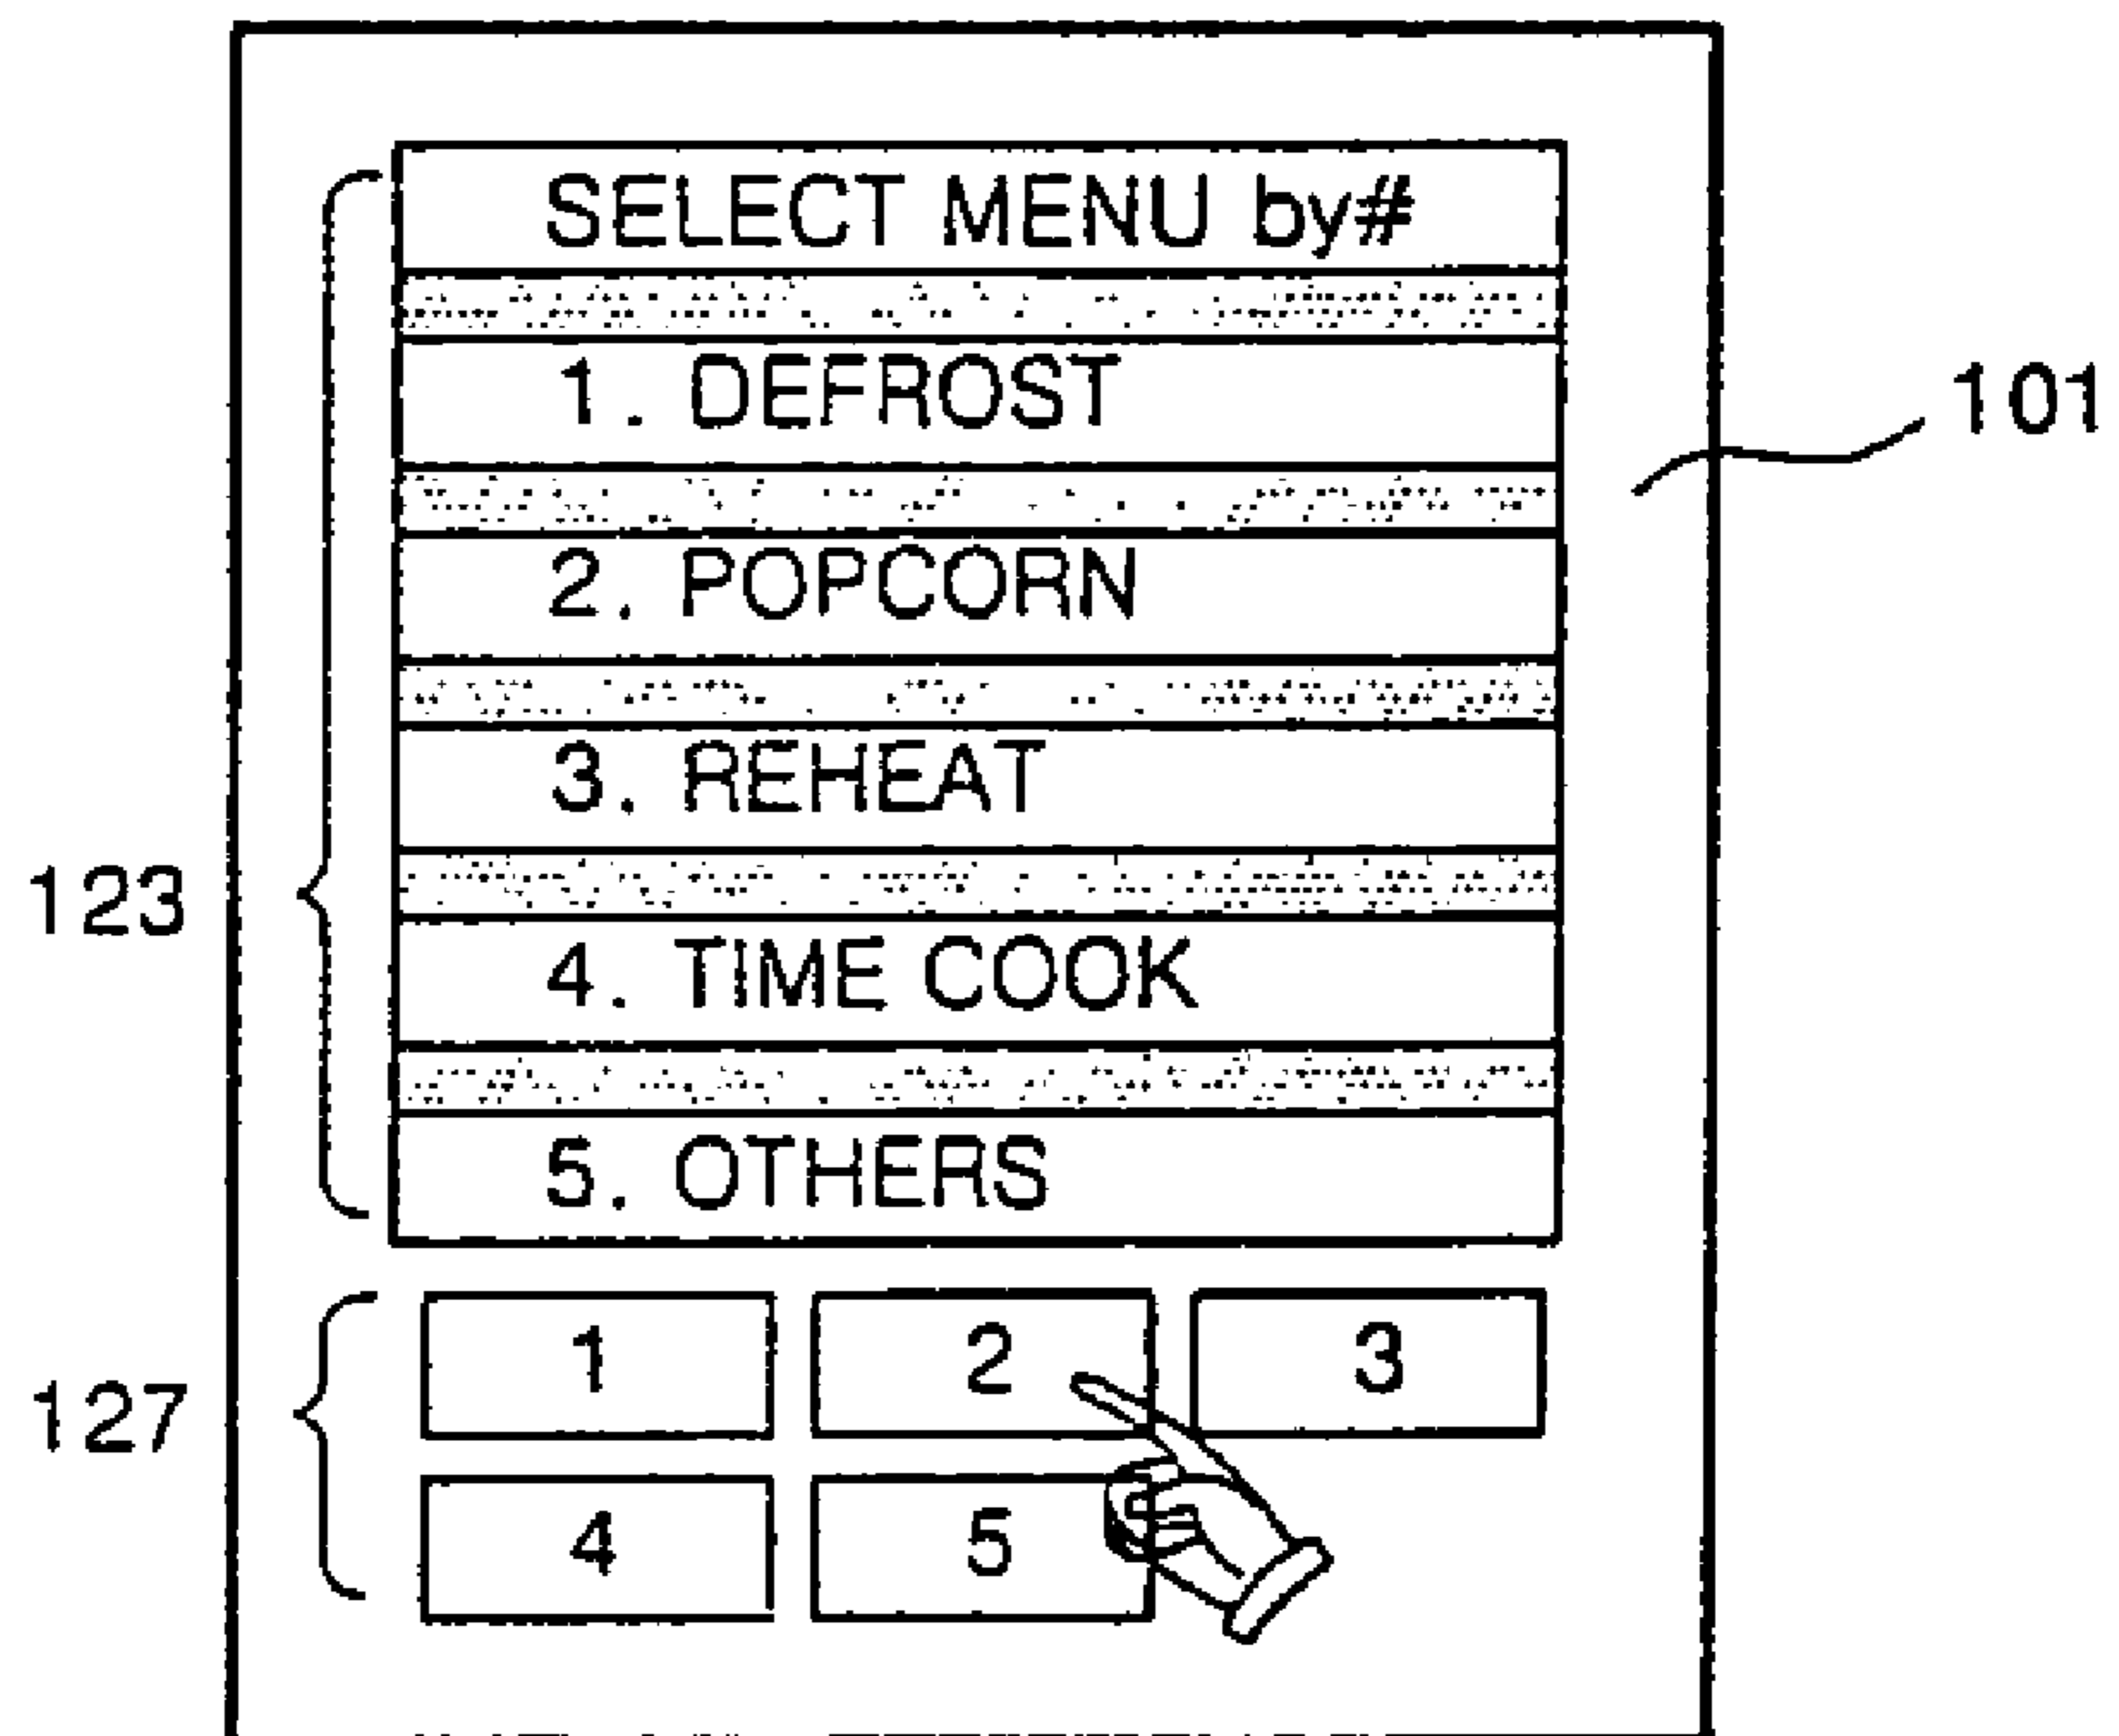 SELECT MENU by#
1. DEFROST
101
2. POPCORN
3. REHEAT
123
4. TIME COOK
5. OTHERS
1 2 3
127
4 5